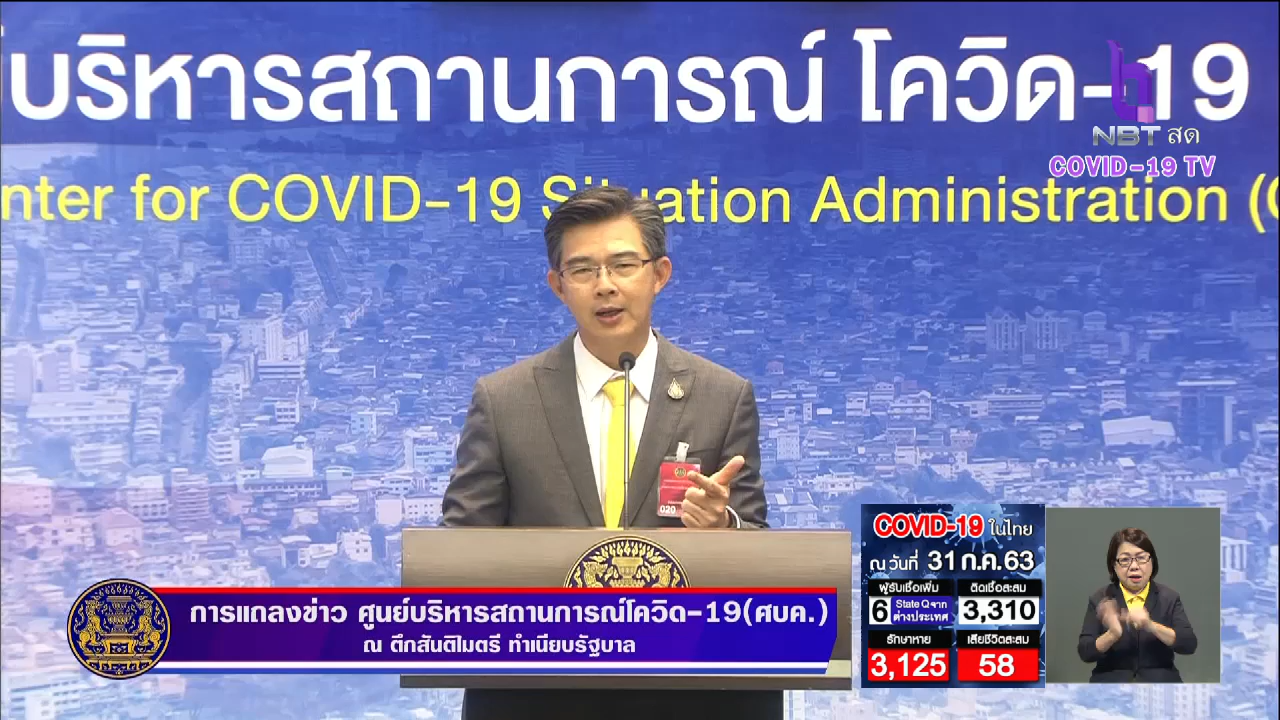 บริหารสถานการณ์ โควิด-19
NBT สด
COVID-19 TV
nter for COVID-19 Situation Administration (
020
COVID-19 ในไทย
ณ วันที่ 31 ก.ค. 63
ผู้รับเชื้อเพิ่ม
6 State Q จาก
ต่างประเทศ
ติดเชื้อสะสม
3,310
รักษาหาย
3,125
เสียชีวิตสะสม
58
การแถลงข่าว ศูนย์บริหารสถานการณ์โควิด-19(ศบค.)
ณ ตึกสันติไมตรี ทำเนียบรัฐบาล